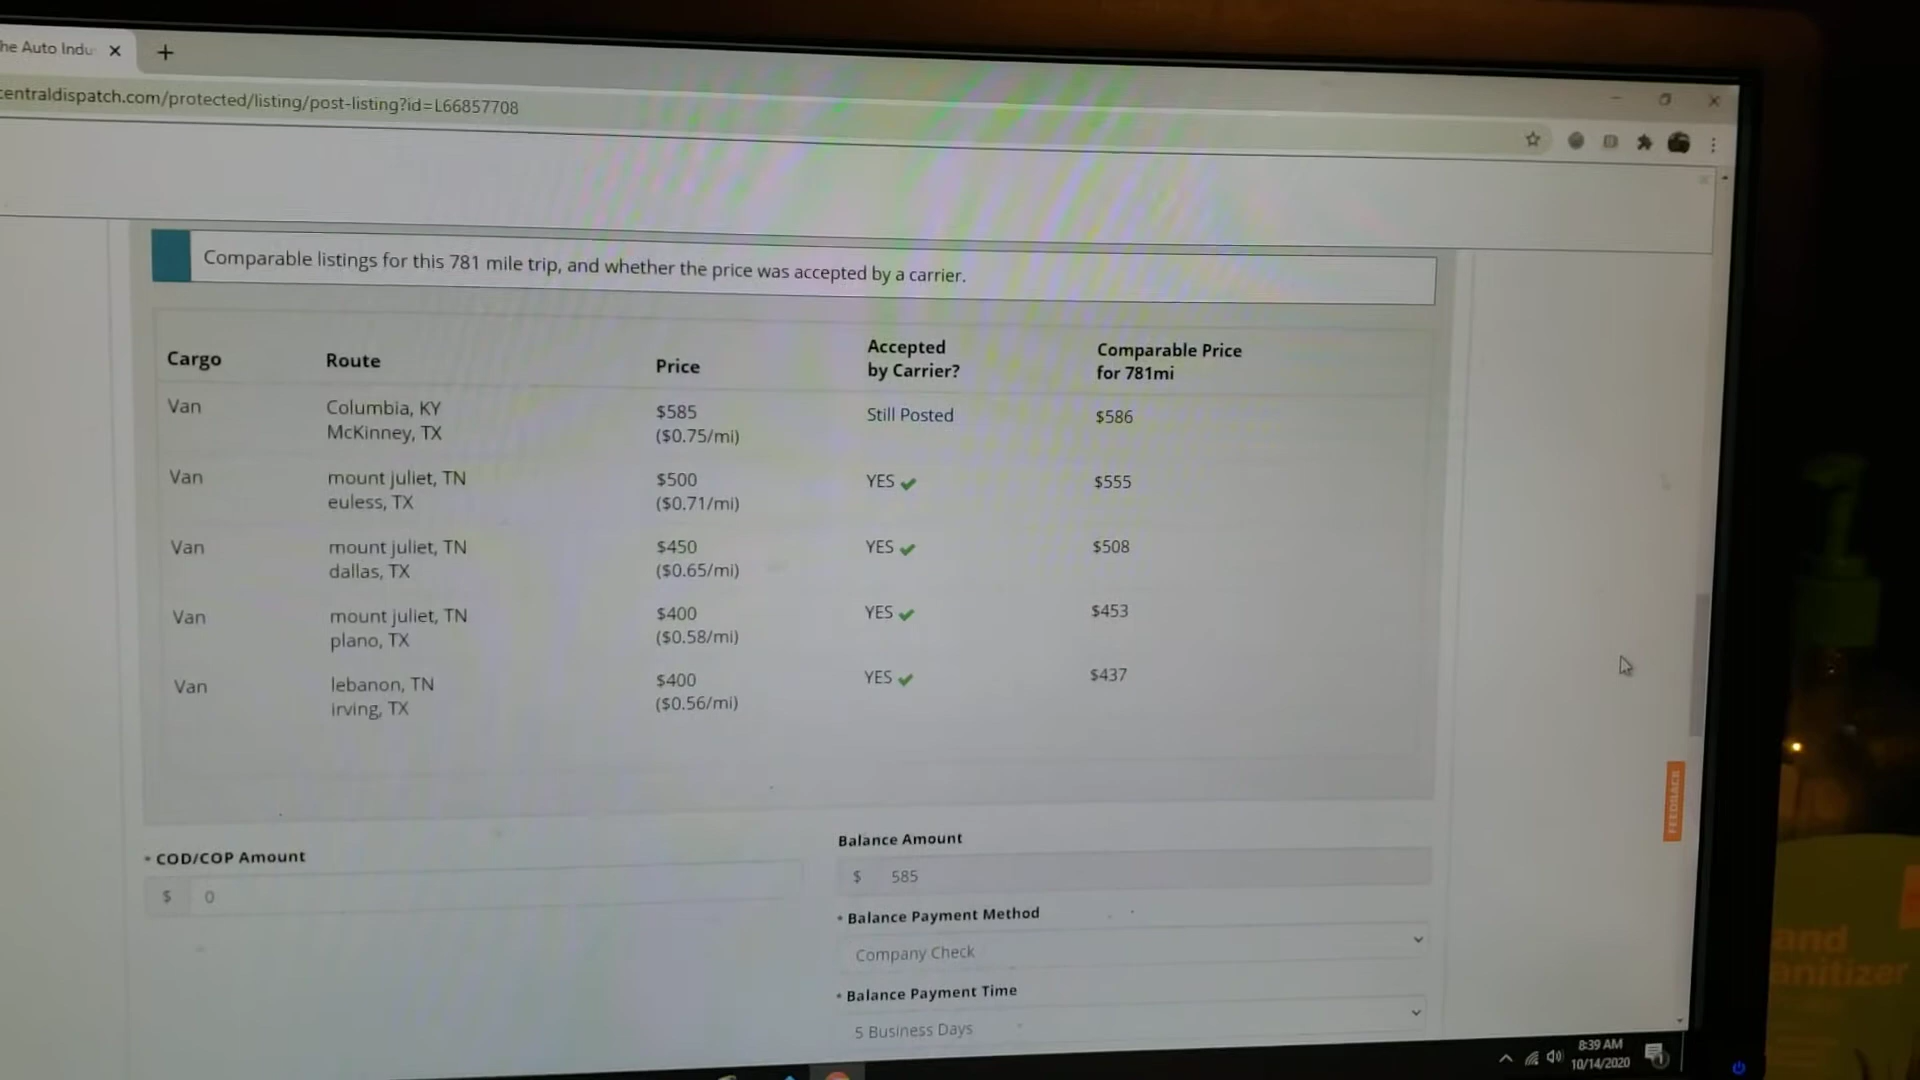 he Auto Indu
centraldispatch.com/protected/listing/post-listing?id=L66857708
Comparable listings for this 781 mile trip, and whether the price was accepted by a carrier.
Cargo Route Price Accepted by Carrier? Comparable Price for 781mi
Van Columbia, KY $585 Still Posted $586
McKinney, TX ($0.75/mi)
Van mount juliet, TN $500 YES $555
euless, TX ($0.71/mi)
Van mount juliet, TN $450 YES $508
dallas, TX ($0.65/mi)
Van mount juliet, TN $400 YES $453
plano, TX ($0.58/mi)
Van lebanon, TN $400 YES $437
irving, TX ($0.56/mi)
FEEDBACK
* COD/COP Amount
$ 0
Balance Amount
$ 585
* Balance Payment Method
Company Check
* Balance Payment Time
5 Business Days
8:39 AM
10/14/2020
and
anitizer